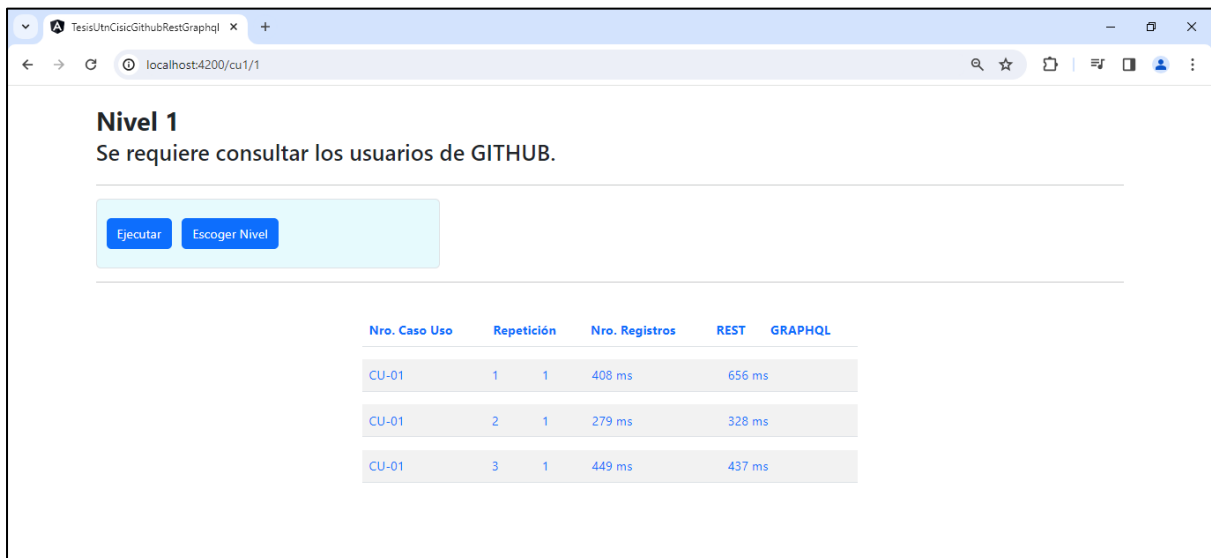 TesisUtnCisicGithubRestGraphql
localhost:4200/cu1/1
Nivel 1
Se requiere consultar los usuarios de GITHUB.
Ejecutar Escoger Nivel
Nro. Caso Uso Repetición Nro. Registros REST GRAPHQL
CU-01 1 1 408 ms 656 ms
CU-01 2 1 279 ms 328 ms
CU-01 3 1 449 ms 437 ms